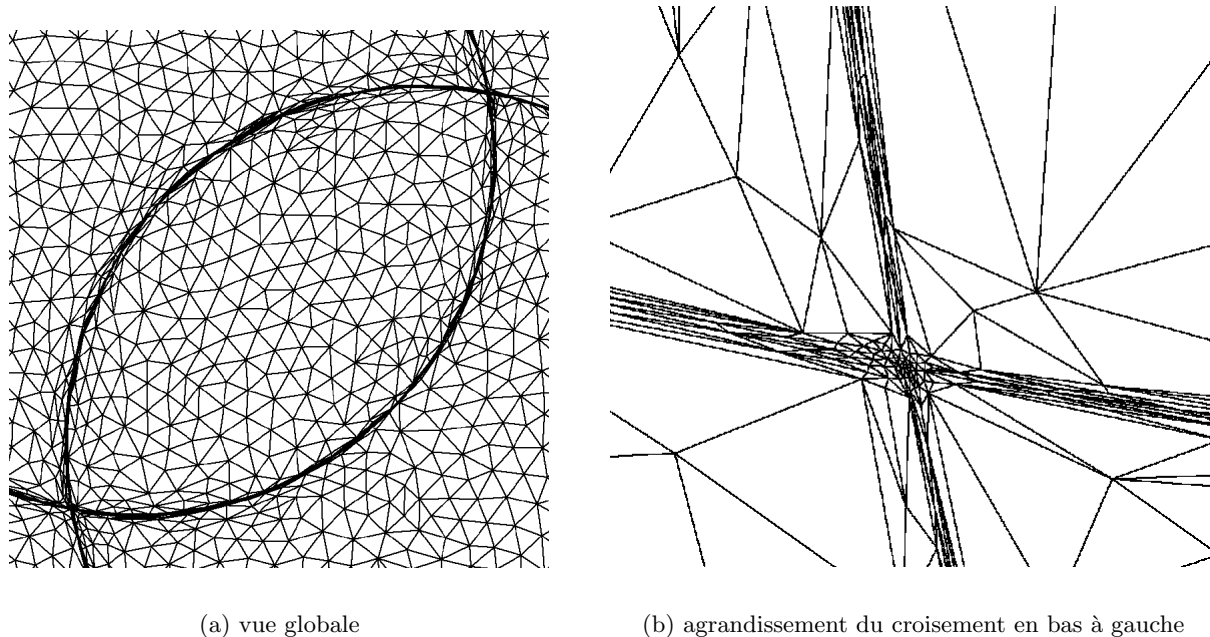 (a) vue globale
(b) agrandissement du croisement en bas à gauche